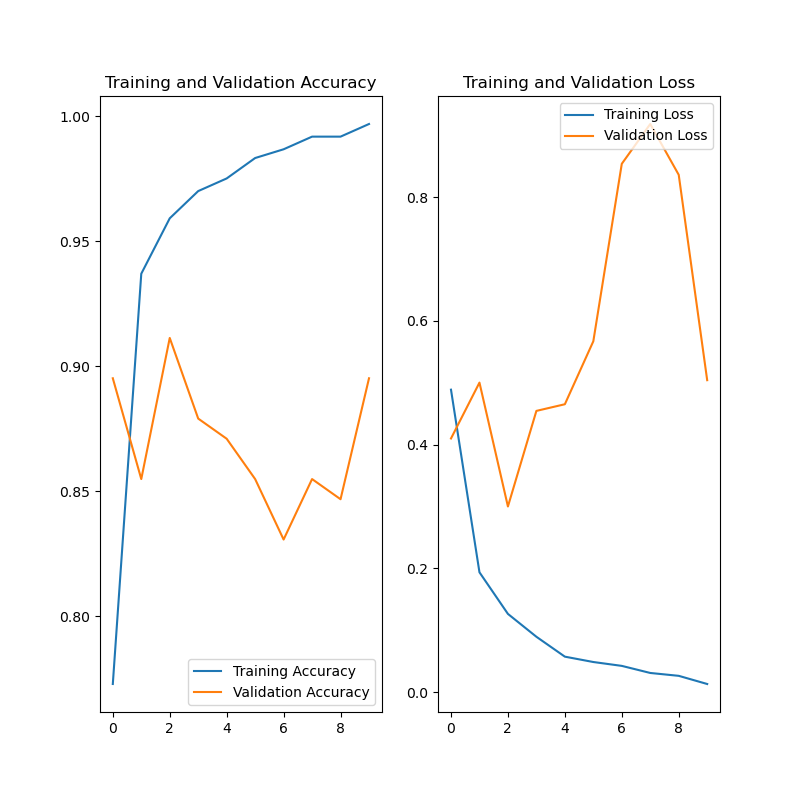 Training and Validation Accuracy
1.00
0.95
0.90
0.85
0.80
0 2 4 6 8
Training Accuracy
Validation Accuracy
Training and Validation Loss
0.8
0.6
0.4
0.2
0.0
0 2 4 6 8
Training Loss
Validation Loss